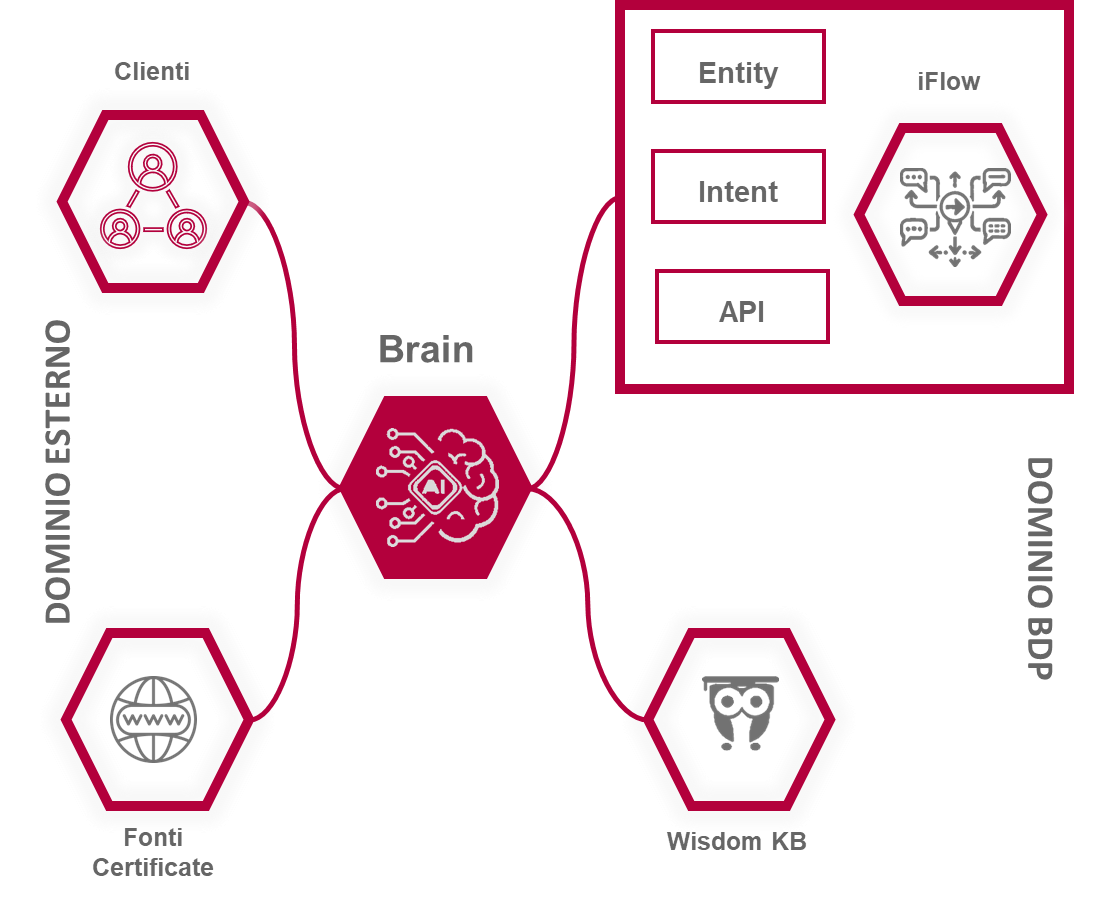 Clienti
Entity
iFlow
Intent
API
Brain
DOMINIO ESTERNO
AI
DOMINIO BDP
WWW
Fonti
Certificate
Wisdom KB